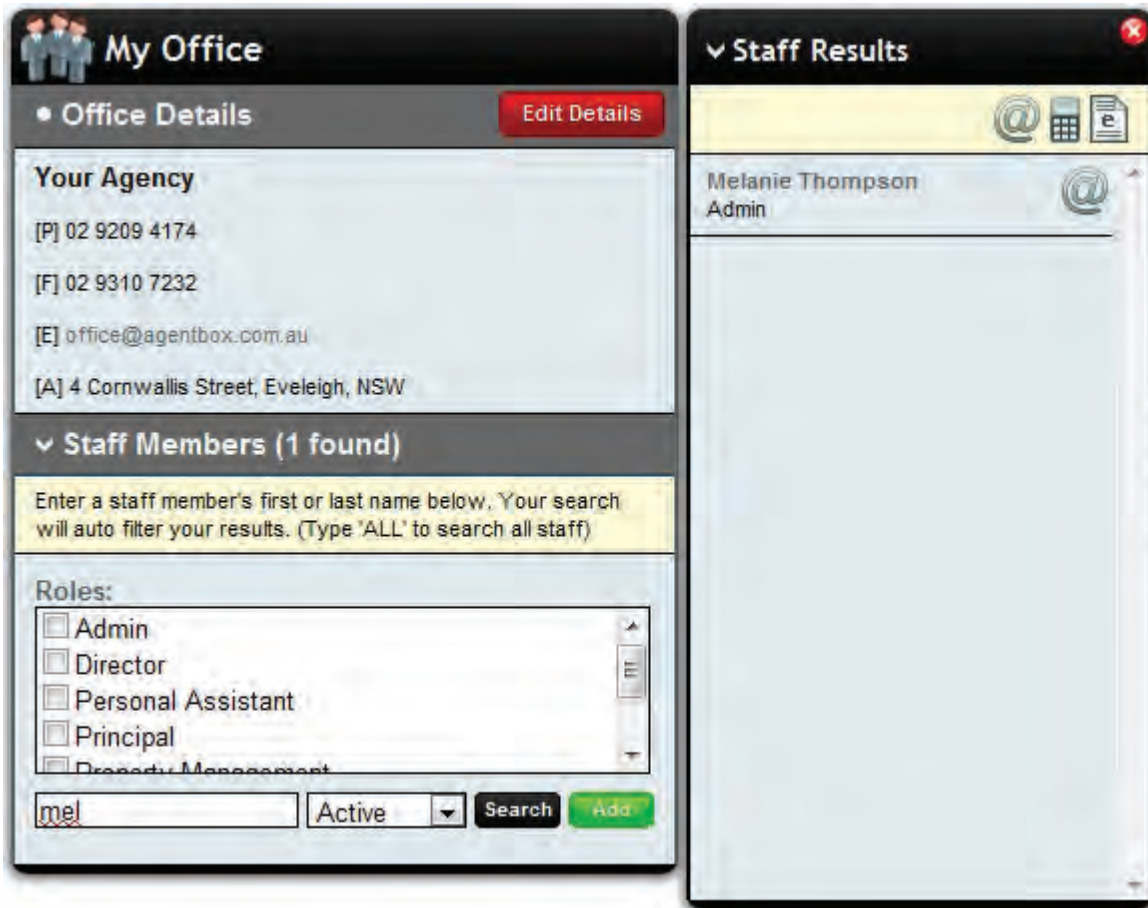 My Office
Office Details
Edit Details
Your Agency
[P] 02 9209 4174
[F] 02 9310 7232
[E] office@agentbox.com.au
[A] 4 Cornwallis Street, Eveleigh, NSW
Staff Members (1 found)
Enter a staff member's first or last name below. Your search
will auto filter your results. (Type 'ALL' to search all staff)
Roles:
Admin
Director
Personal Assistant
Principal
Property Management
mel
Active
Search
Add
Staff Results
@
e
Melanie Thompson
@
Admin